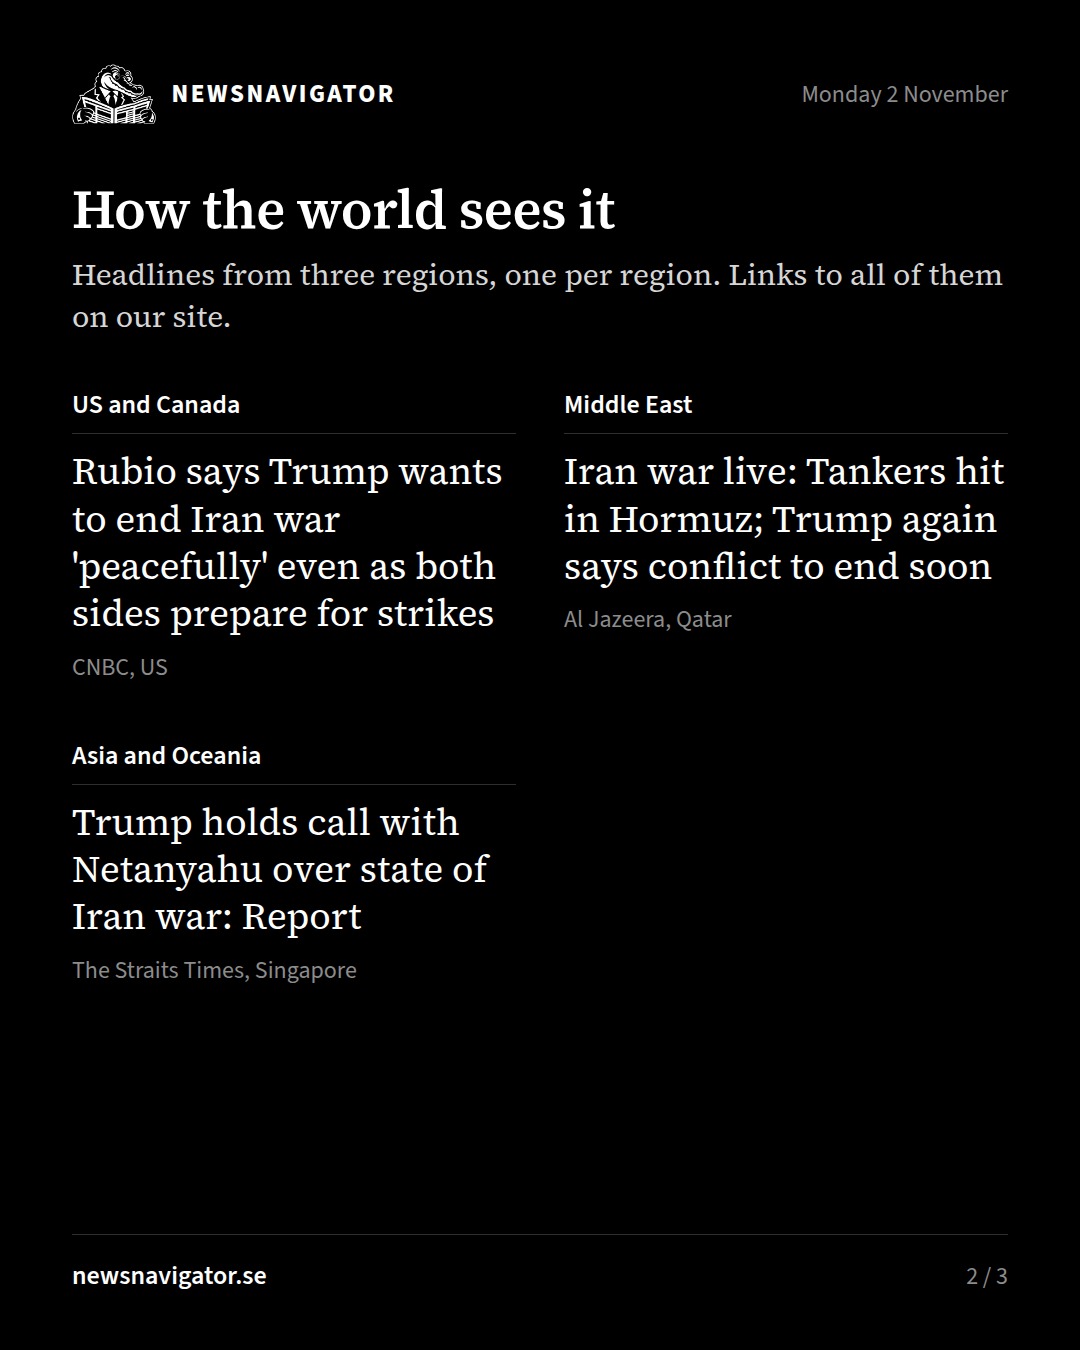 NEWSNAVIGATOR
Monday 2 November
How the world sees it
Headlines from three regions, one per region. Links to all of them
on our site.
US and Canada
Rubio says Trump wants
to end Iran war
'peacefully' even as both
sides prepare for strikes
CNBC, US
Middle East
Iran war live: Tankers hit
in Hormuz; Trump again
says conflict to end soon
Al Jazeera, Qatar
Asia and Oceania
Trump holds call with
Netanyahu over state of
Iran war: Report
The Straits Times, Singapore
newsnavigator.se
2 / 3